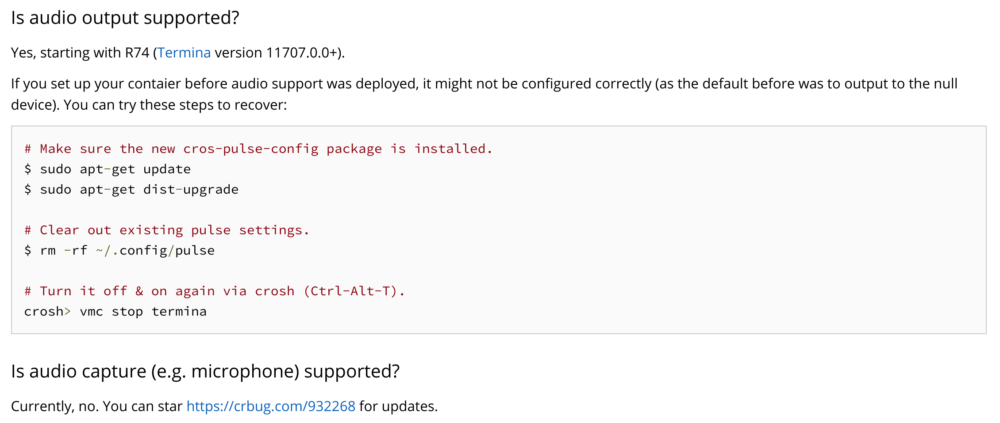 Is audio output supported?
Yes, starting with R74 (Termina version 11707.0.0+).
If you set up your contaier before audio support was deployed, it might not be configured correctly (as the default before was to output to the null
device). You can try these steps to recover:
# Make sure the new cros-pulse-config package is installed.
$ sudo apt-get update
$ sudo apt-get dist-upgrade
# Clear out existing pulse settings.
$ rm -rf ~/.config/pulse
# Turn it off & on again via crosh (Ctrl-Alt-T).
crosh> vmc stop termina
Is audio capture (e.g. microphone) supported?
Currently, no. You can star https://crbug.com/932268 for updates.